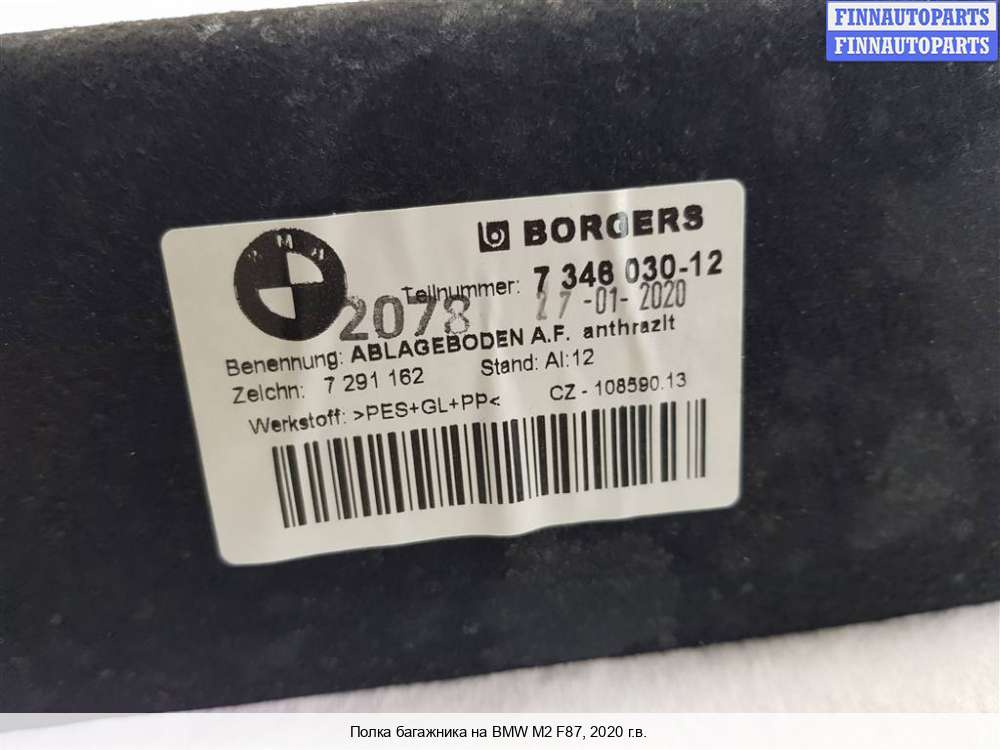 FINNAUTOPARTS
FINNAUTOPARTS
BORGERS
BMW
Teilnummer: 7 346 030-12
2078 27-01-2020
Benennung: ABLAGEBODEN A.F. anthrazit
Zeichn: 7 291 162 Stand: AI:12
Werkstoff: >PES+GL+PP< CZ - 108590.13
Полка багажника на BMW M2 F87, 2020 г.в.